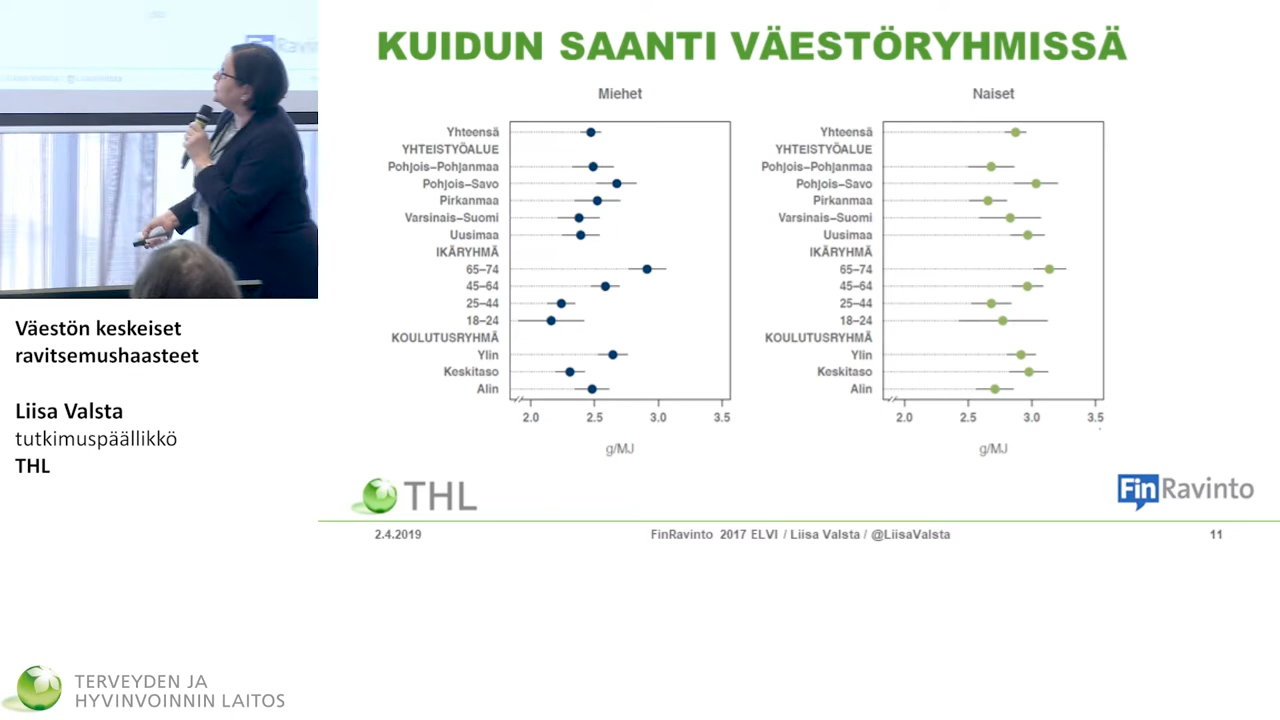 KUIDUN SAANTI VÄESTÖRYHMISSÄ
Miehet
Yhteensä
YHTEISTYÖALUE
Pohjois–Pohjanmaa
Pohjois–Savo
Pirkanmaa
Varsinais–Suomi
Uusimaa
IKÄRYHMÄ
65–74
45–64
25–44
18–24
KOULUTUSRYHMÄ
Ylin
Keskitaso
Alin
2.0 2.5 3.0 3.5
g/MJ
Naiset
Yhteensä
YHTEISTYÖALUE
Pohjois–Pohjanmaa
Pohjois–Savo
Pirkanmaa
Varsinais–Suomi
Uusimaa
IKÄRYHMÄ
65–74
45–64
25–44
18–24
KOULUTUSRYHMÄ
Ylin
Keskitaso
Alin
2.0 2.5 3.0 3.5
g/MJ
THL
FinRavinto
2.4.2019 FinRavinto 2017 ELVI / Liisa Valsta / @LiisaValsta 11
Väestön keskeiset
ravitsemushaasteet
Liisa Valsta
tutkimuspäällikkö
THL
TERVEYDEN JA
HYVINVOINNIN LAITOS